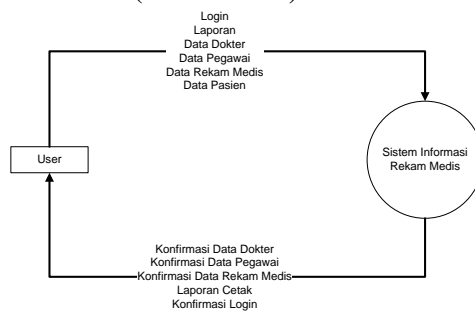 Login
Laporan
Data Dokter
Data Pegawai
Data Rekam Medis
Data Pasien
User
Sistem Informasi
Rekam Medis
Konfirmasi Data Dokter
Konfirmasi Data Pegawai
Konfirmasi Data Rekam Medis
Laporan Cetak
Konfirmasi Login